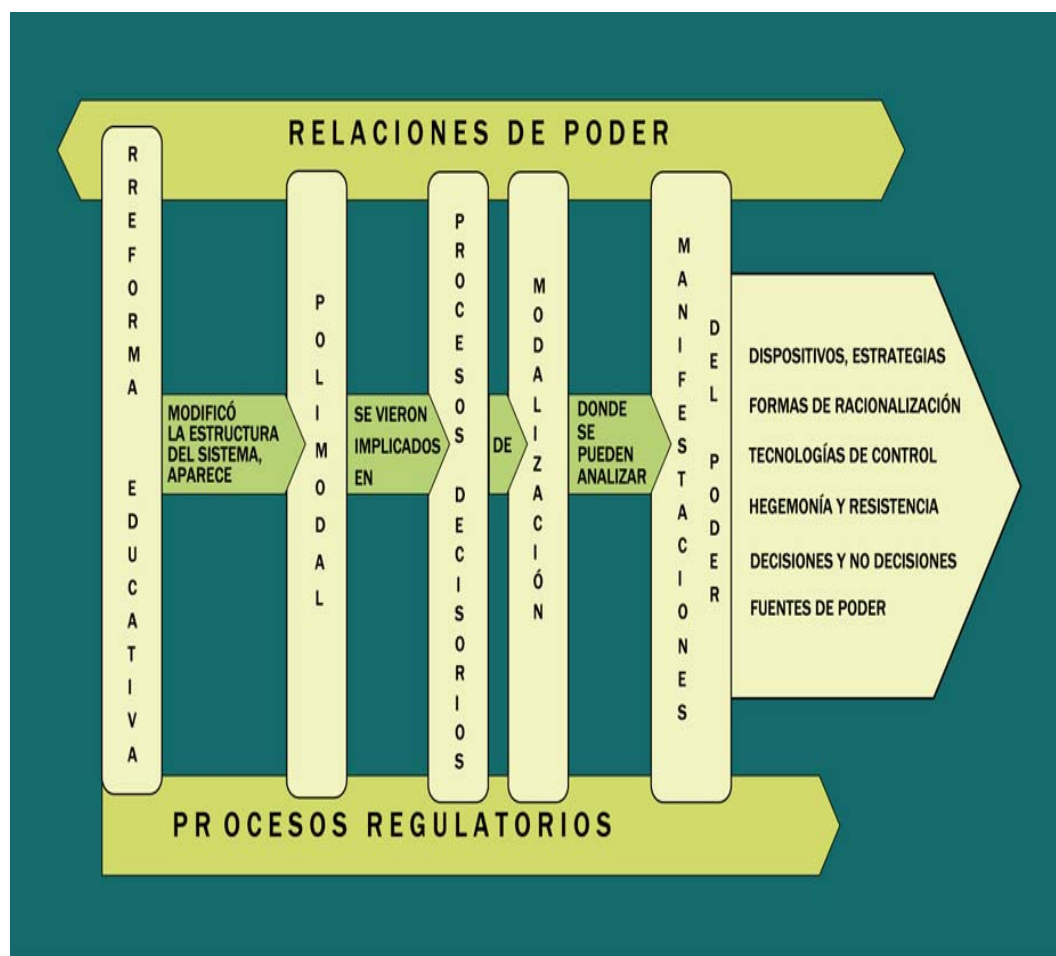 RELACIONES DE PODER
RREFORMA EDUCATIVA
MODIFICÓ
LA ESTRUCTURA
DEL SISTEMA,
APARECE
POLIMODAL
SE VIERON
IMPLICADOS
EN
PROCESOS DECISORIOS
DE
MODALIZACIÓN
DONDE
SE
PUEDEN
ANALIZAR
MANIFESTACIONES
DEL PODER
DISPOSITIVOS, ESTRATEGIAS
FORMAS DE RACIONALIZACIÓN
TECNOLOGÍAS DE CONTROL
HEGEMONÍA Y RESISTENCIA
DECISIONES Y NO DECISIONES
FUENTES DE PODER
PR OCESOS REGULATORIOS